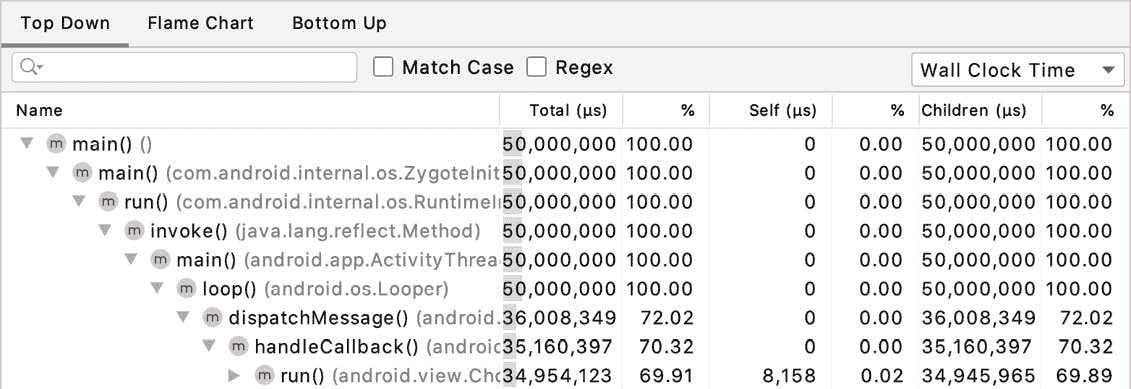 Top Down Flame Chart Bottom Up
Match Case Regex Wall Clock Time
Name Total (μs) % Self (μs) % Children (μs) %
m main() () 50,000,000 100.00 0 0.00 50,000,000 100.00
m main() (com.android.internal.os.ZygoteInit 50,000,000 100.00 0 0.00 50,000,000 100.00
m run() (com.android.internal.os.RuntimeI 50,000,000 100.00 0 0.00 50,000,000 100.00
m invoke() (java.lang.reflect.Method) 50,000,000 100.00 0 0.00 50,000,000 100.00
m main() (android.app.ActivityThrea 50,000,000 100.00 0 0.00 50,000,000 100.00
m loop() (android.os.Looper) 50,000,000 100.00 0 0.00 50,000,000 100.00
m dispatchMessage() (android. 36,008,349 72.02 0 0.00 36,008,349 72.02
m handleCallback() (android 35,160,397 70.32 0 0.00 35,160,397 70.32
m run() (android.view.Cho 34,954,123 69.91 8,158 0.02 34,945,965 69.89